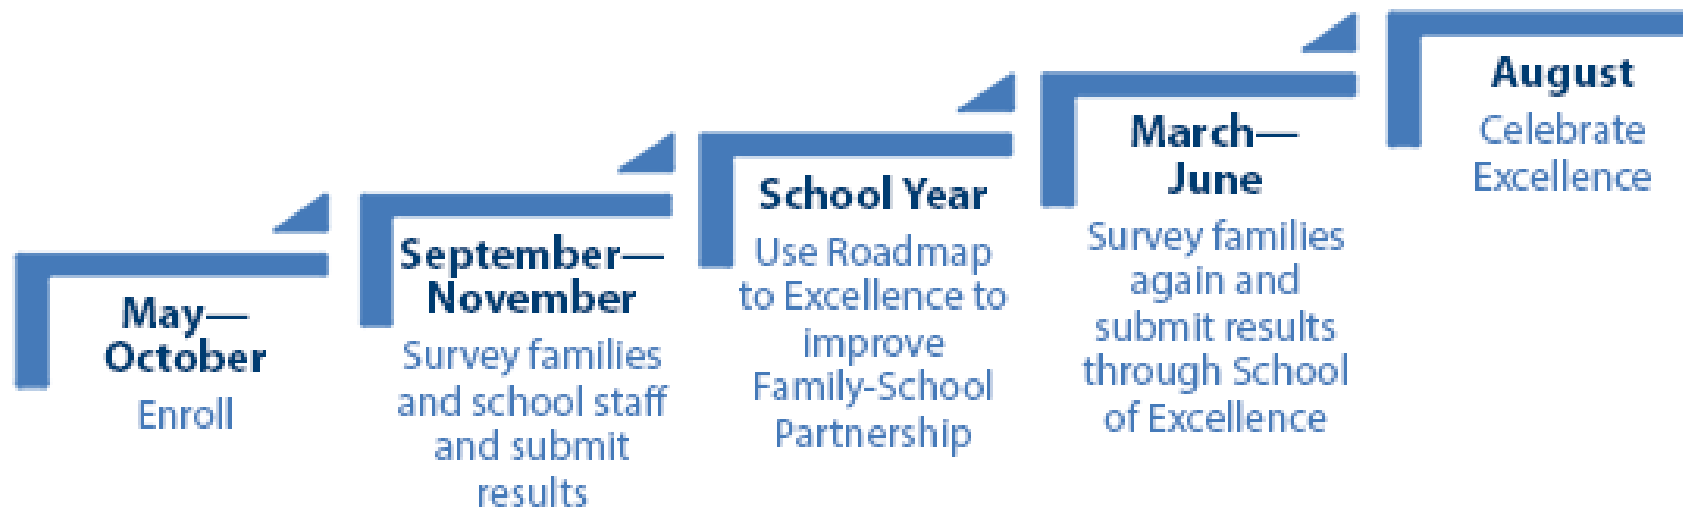 May—
October
Enroll
September—
November
Survey families
and school staff
and submit
results
School Year
Use Roadmap
to Excellence to
improve
Family-School
Partnership
March—
June
Survey families
again and
submit results
through School
of Excellence
August
Celebrate
Excellence